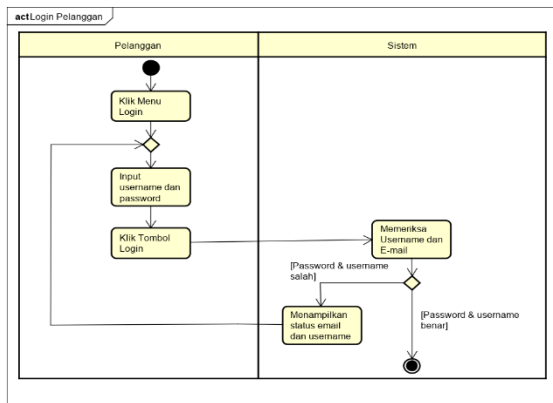 act Login Pelanggan
Pelanggan
Sistem
Klik Menu
Login
Input
username dan
password
Klik Tombol
Login
Memeriksa
Username dan
E-mail
[Password & username
salah]
Menampilkan
status email
dan username
[Password & username
benar]